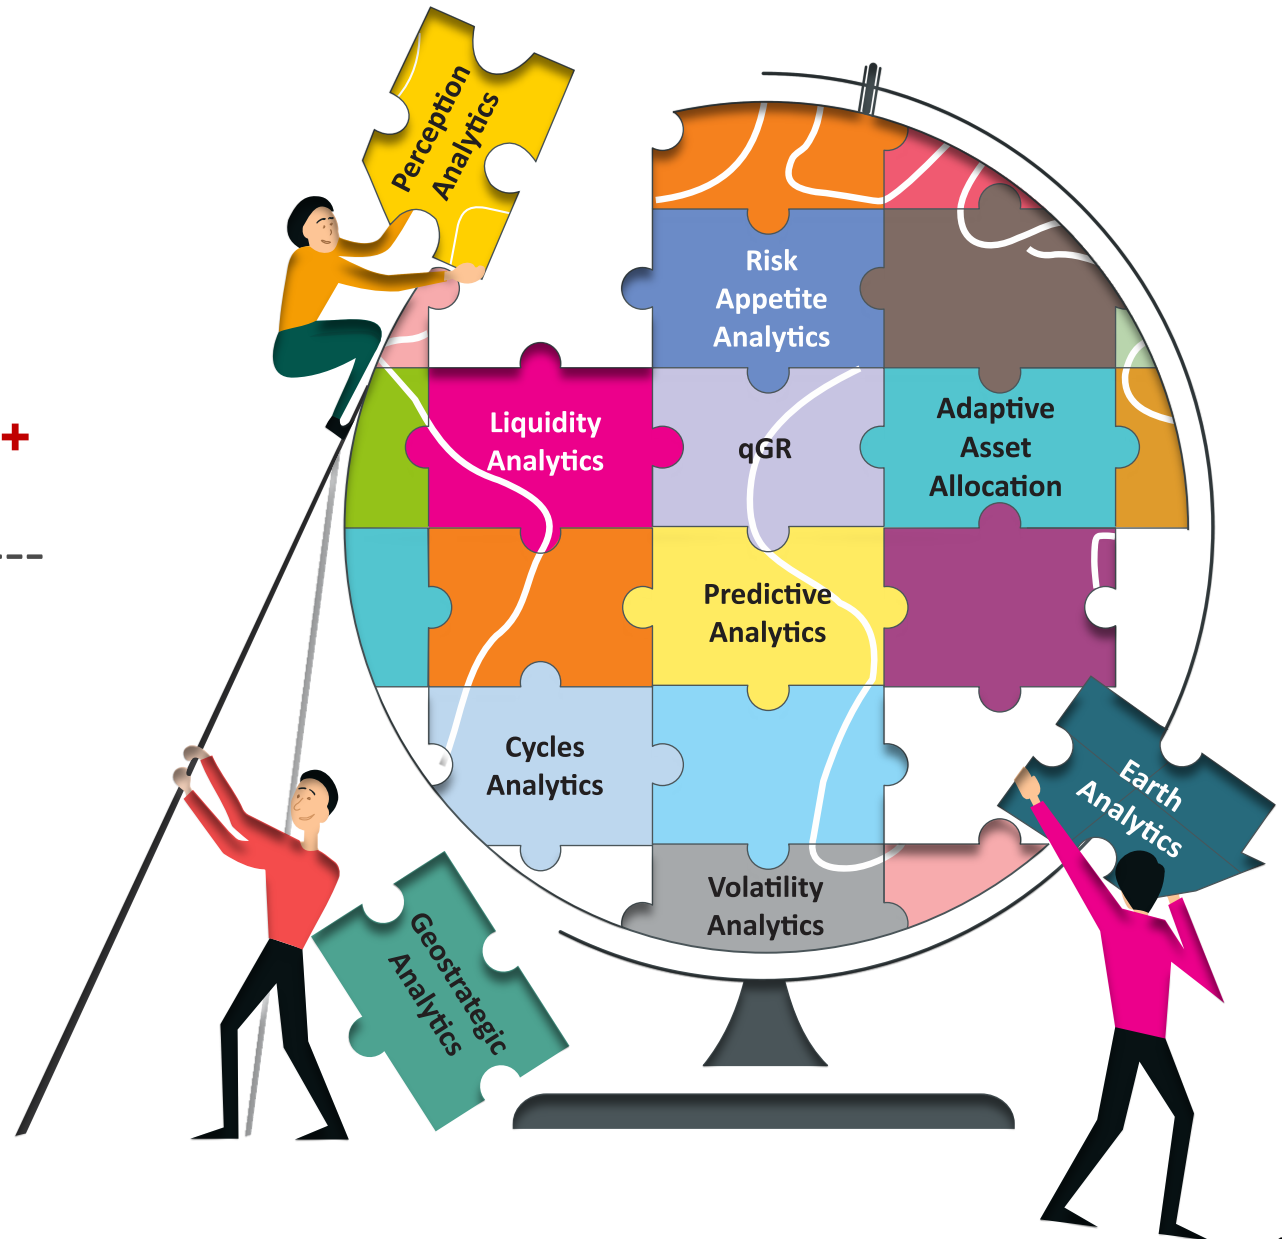 Perception
Analytics
Risk
Appetite
Analytics
Liquidity
Analytics
qGR
Adaptive
Asset
Allocation
+
---
Predictive
Analytics
Cycles
Analytics
Earth
Analytics
Volatility
Analytics
Geostrategic
Analytics